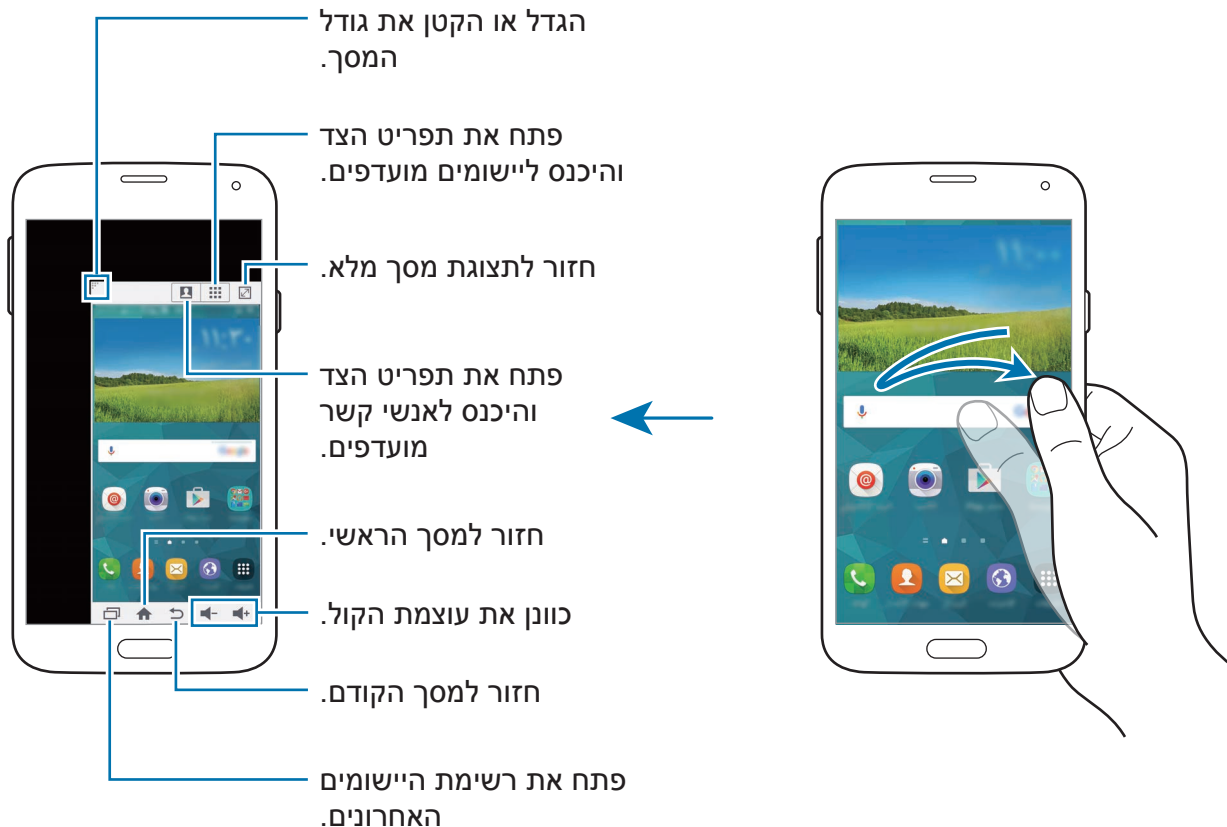 הגדל או הקטן את גודל
המסך.
פתח את תפריט הצד
והיכנס ליישומים מועדפים.
חזור לתצוגת מסך מלא.
פתח את תפריט הצד
והיכנס לאנשי קשר
מועדפים.
חזור למסך הראשי.
כוונן את עוצמת הקול.
חזור למסך הקודם.
פתח את רשימת היישומים
האחרונים.